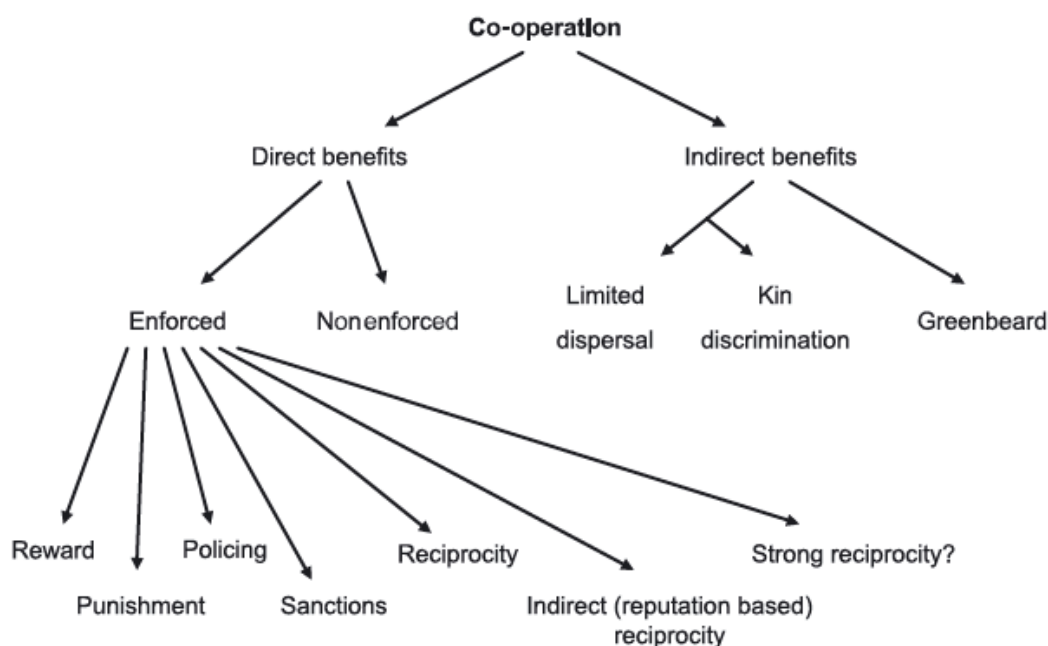 Co-operation
Direct benefits
Indirect benefits
Enforced
Nonenforced
Limited
dispersal
Kin
discrimination
Greenbeard
Reward
Policing
Reciprocity
Strong reciprocity?
Punishment
Sanctions
Indirect (reputation based)
reciprocity